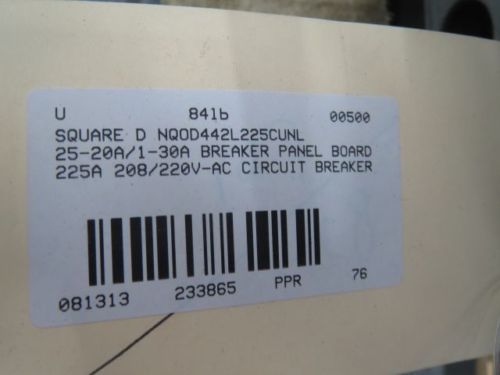 U 841b 00500
SQUARE D NQOD442L225CUNL
25-20A/1-30A BREAKER PANEL BOARD
225A 208/220V-AC CIRCUIT BREAKER
081313 233865 PPR 76